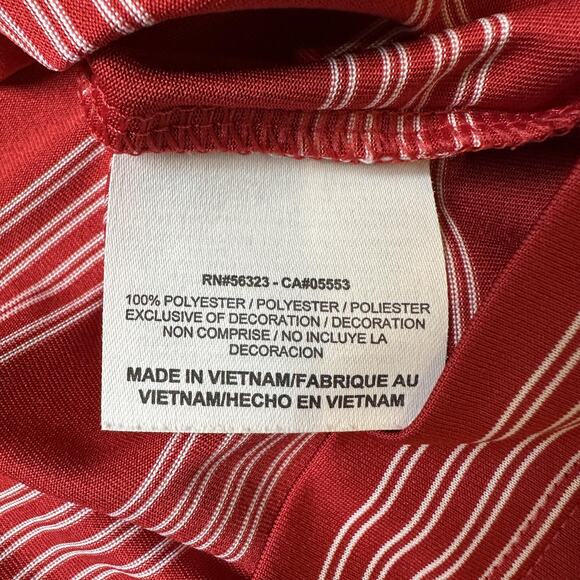 RN#56323 - CA#05553
100% POLYESTER / POLYESTER / POLIESTER
EXCLUSIVE OF DECORATION / DECORATION
NON COMPRISE / NO INCLUYE LA
DECORACION
MADE IN VIETNAM/FABRIQUE AU
VIETNAM/HECHO EN VIETNAM